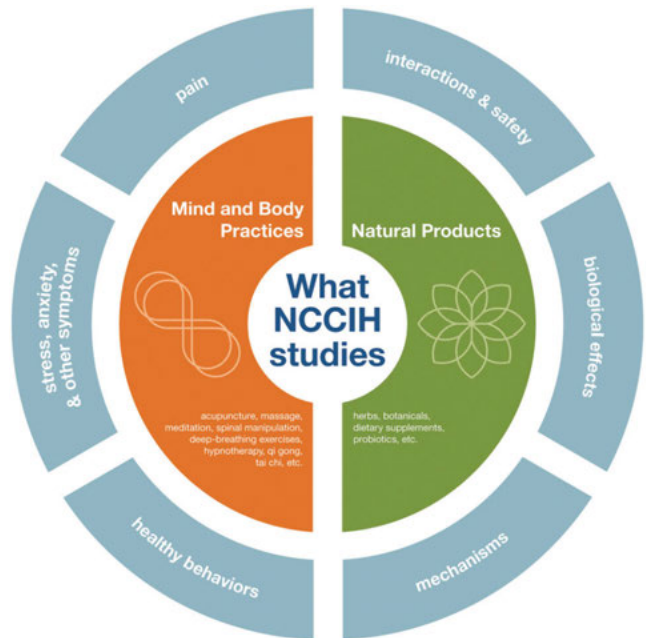 pain
interactions & safety
Mind and Body
Practices
Natural Products
What
NCCIH
studies
stress, anxiety,
& other symptoms
biological effects
acupuncture, massage,
meditation, spinal manipulation,
deep-breathing exercises,
hypnotherapy, qi gong,
tai chi, etc.
herbs, botanicals,
dietary supplements,
probiotics, etc.
healthy behaviors
mechanisms